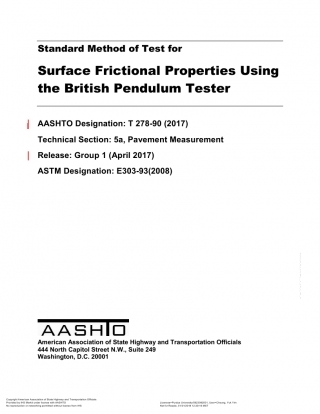 Standard Method of Test for
Surface Frictional Properties Using
the British Pendulum Tester
AASHTO Designation: T 278-90 (2017)
Technical Section: 5a, Pavement Measurement
Release: Group 1 (April 2017)
ASTM Designation: E303-93(2008)
AASHTO
American Association of State Highway and Transportation Officials
444 North Capitol Street N.W., Suite 249
Washington, D.C. 20001